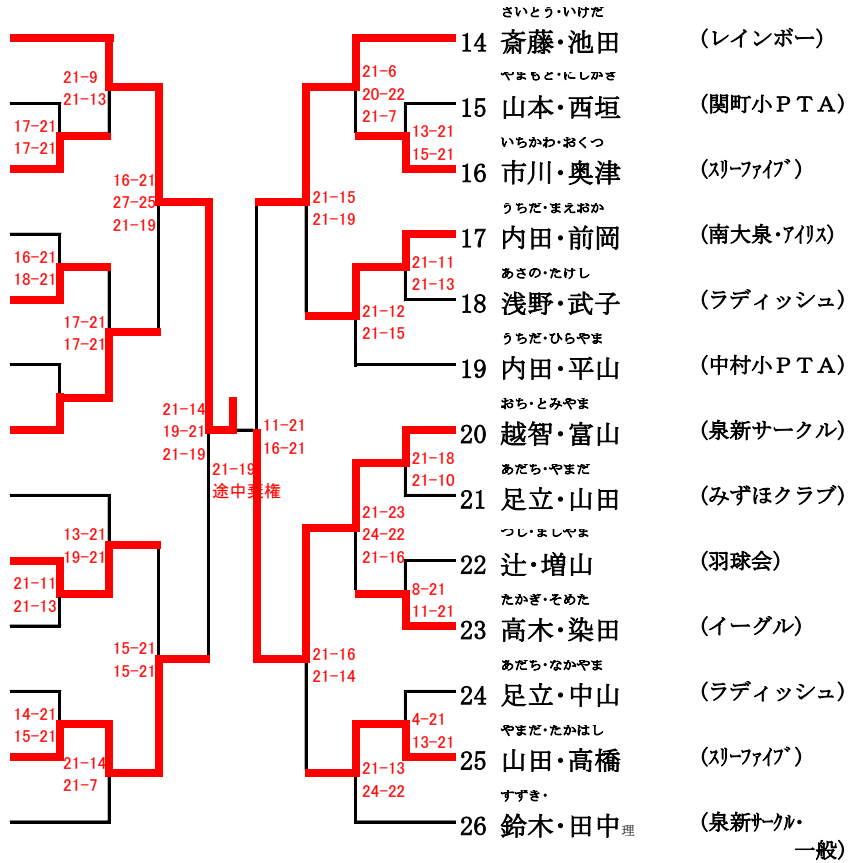 21-9
21-13
17-21
17-21
16-21
27-25
21-19
16-21
18-21
17-21
17-21
21-14
19-21
21-19
21-19
途中棄権
13-21
19-21
21-11
21-13
15-21
15-21
14-21
15-21
21-14
21-7
11-21
16-21
21-6
20-22
21-7
13-21
15-21
21-15
21-19
21-11
21-13
21-12
21-15
21-18
21-10
21-23
24-22
21-16
8-21
11-21
21-16
21-14
4-21
13-21
21-13
24-22
さいとう・いけだ
14 斎藤・池田 (レインボー)
やまもと・にしがき
15 山本・西垣 (関町小ＰＴＡ)
いちかわ・おくつ
16 市川・奥津 (ｽﾘｰﾌｧｲﾌﾞ)
うちだ・まえおか
17 内田・前岡 (南大泉・ｱｲﾘｽ)
あさの・たけし
18 浅野・武子 (ラディッシュ)
うちだ・ひらやま
19 内田・平山 (中村小ＰＴＡ)
おち・とみやま
20 越智・富山 (泉新サークル)
あだち・やまだ
21 足立・山田 (みずほクラブ)
つじ・ましやま
22 辻・増山 (羽球会)
たかぎ・そめた
23 高木・染田 (イーグル)
あだち・なかやま
24 足立・中山 (ラディッシュ)
やまだ・たかはし
25 山田・高橋 (ｽﾘｰﾌｧｲﾌﾞ)
すずき・
26 鈴木・田中理 (泉新ｻｰｸﾙ・
一般)